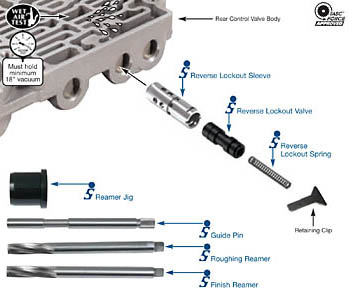 WET
AIR
TEST
Rear Control Valve Body
TASC
FORCE
APPROVED
Must hold
minimum
18" vacuum
Reverse Lockout Sleeve
Reverse Lockout Valve
Reverse
Lockout Spring
Reamer Jig
Retaining Clip
Guide Pin
Roughing Reamer
Finish Reamer